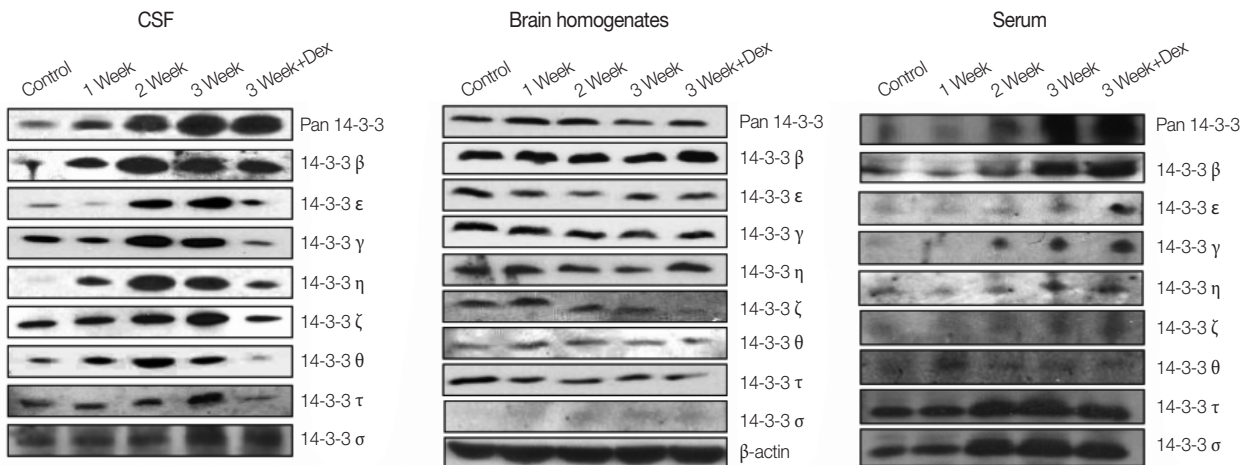 CSF
Control
1 Week
2 Week
3 Week
3 Week+Dex
Pan 14-3-3
14-3-3 β
14-3-3 ε
14-3-3 γ
14-3-3 η
14-3-3 ζ
14-3-3 θ
14-3-3 τ
14-3-3 σ
Brain homogenates
Control
1 Week
2 Week
3 Week
3 Week+Dex
Pan 14-3-3
14-3-3 β
14-3-3 ε
14-3-3 γ
14-3-3 η
14-3-3 ζ
14-3-3 θ
14-3-3 τ
14-3-3 σ
β-actin
Serum
Control
1 Week
2 Week
3 Week
3 Week+Dex
Pan 14-3-3
14-3-3 β
14-3-3 ε
14-3-3 γ
14-3-3 η
14-3-3 ζ
14-3-3 θ
14-3-3 τ
14-3-3 σ